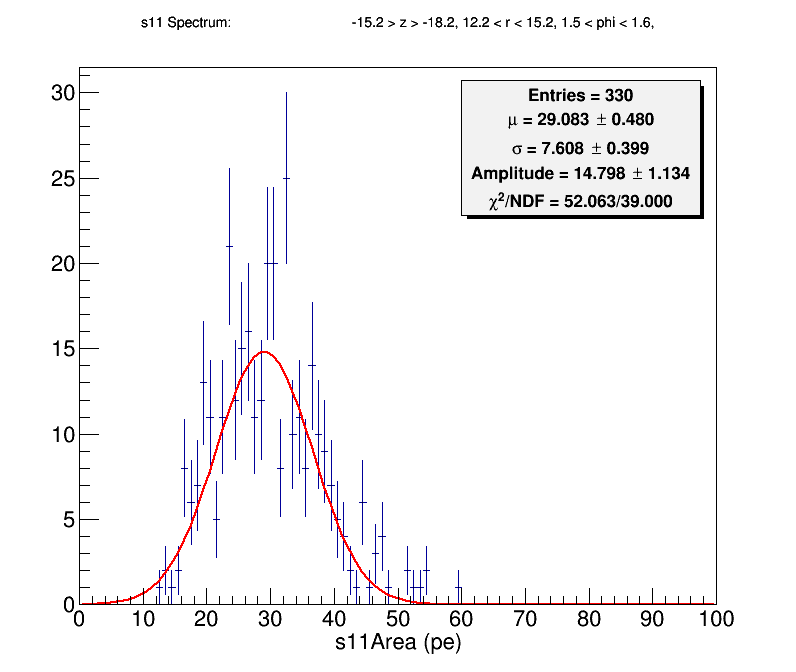 s11 Spectrum: -15.2 > z > -18.2, 12.2 < r < 15.2, 1.5 < phi < 1.6,
Entries = 330
μ = 29.083 ± 0.480
σ = 7.608 ± 0.399
Amplitude = 14.798 ± 1.134
χ²/NDF = 52.063/39.000
30
25
20
15
10
5
0
0 10 20 30 40 50 60 70 80 90 100
s11Area (pe)